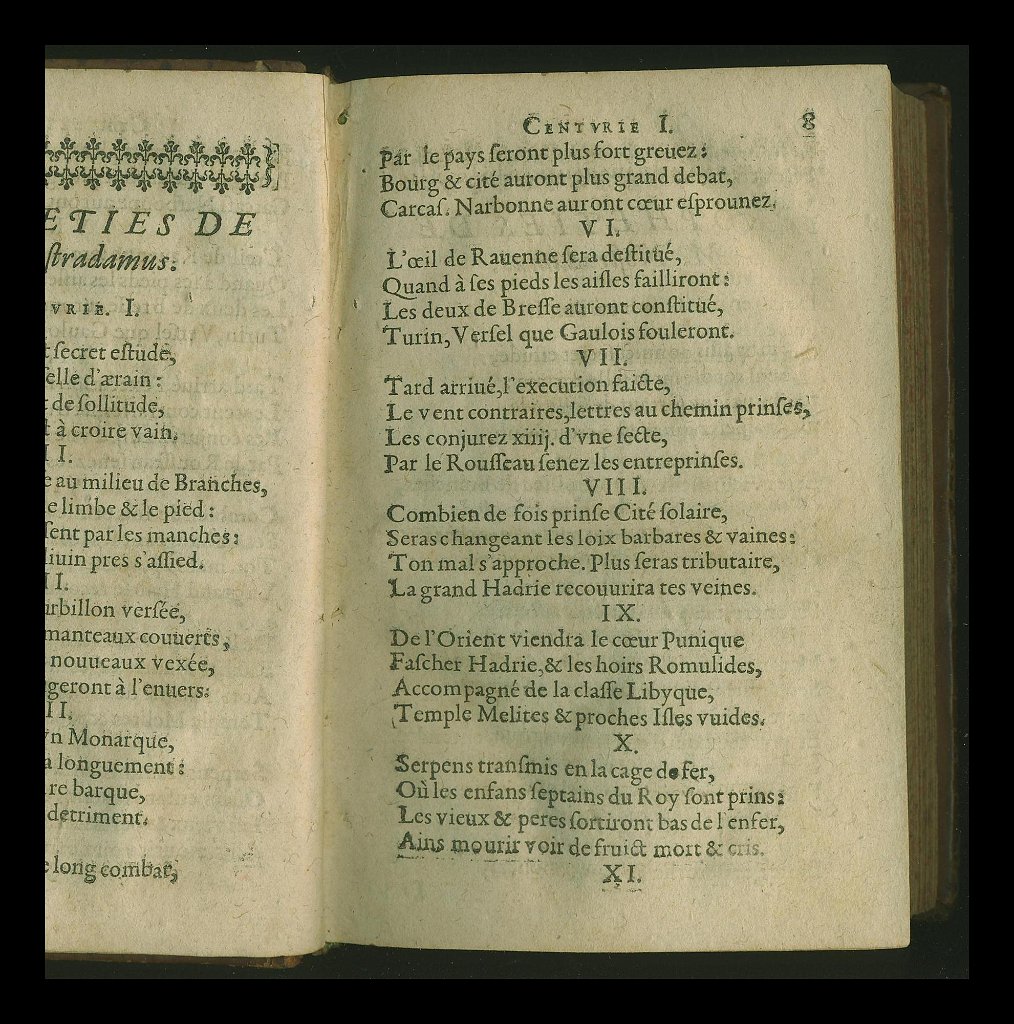 ETIES DE
stradamus.
VRIE. I.
secret estude,
elle d'ærain :
de sollitude,
à croire vain.
I I.
au milieu de Branches,
e limbe & le pied :
sent par les manches :
iuin pres s'assied.
I I.
urbillon versée,
manteaux couuerts,
nouueaux vexée,
geront à l'enuers.
I I.
vn Monarque,
a longuement :
re barque,
detriment.
e long combat,
CENTVRIE I. 8
Par le pays seront plus fort greuez :
Bourg & cité auront plus grand debat,
Carcas. Narbonne auront cœur esprounez.
VI.
L'œil de Rauenne sera destitué,
Quand à ses pieds les aisles failliront :
Les deux de Bresse auront constitué,
Turin, Versel que Gaulois fouleront.
VII.
Tard arriué, l'execution faicte,
Le vent contraires, lettres au chemin prinses,
Les conjurez xiiij. d'vne secte,
Par le Rousseau senez les entreprinses.
VIII.
Combien de fois prinse Cité solaire,
Seras changeant les loix barbares & vaines :
Ton mal s'approche. Plus seras tributaire,
La grand Hadrie recouurira tes veines.
IX.
De l'Orient viendra le cœur Punique
Fascher Hadrie, & les hoirs Romulides,
Accompagné de la classe Libyque,
Temple Melites & proches Isles vuides.
X.
Serpens transmis en la cage de fer,
Où les enfans septains du Roy sont prins :
Les vieux & peres sortiront bas de l'enfer,
Ains mourir voir de fruict mort & cris.
XI.